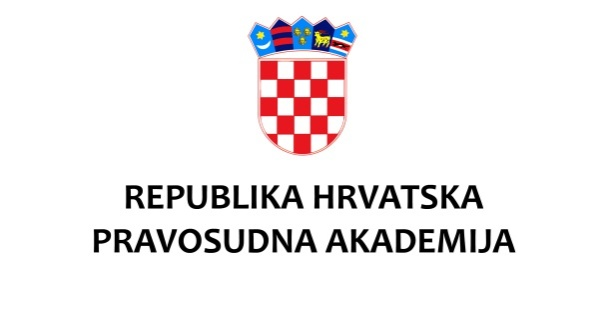 REPUBLIKA HRVATSKA
PRAVOSUDNA AKADEMIJA